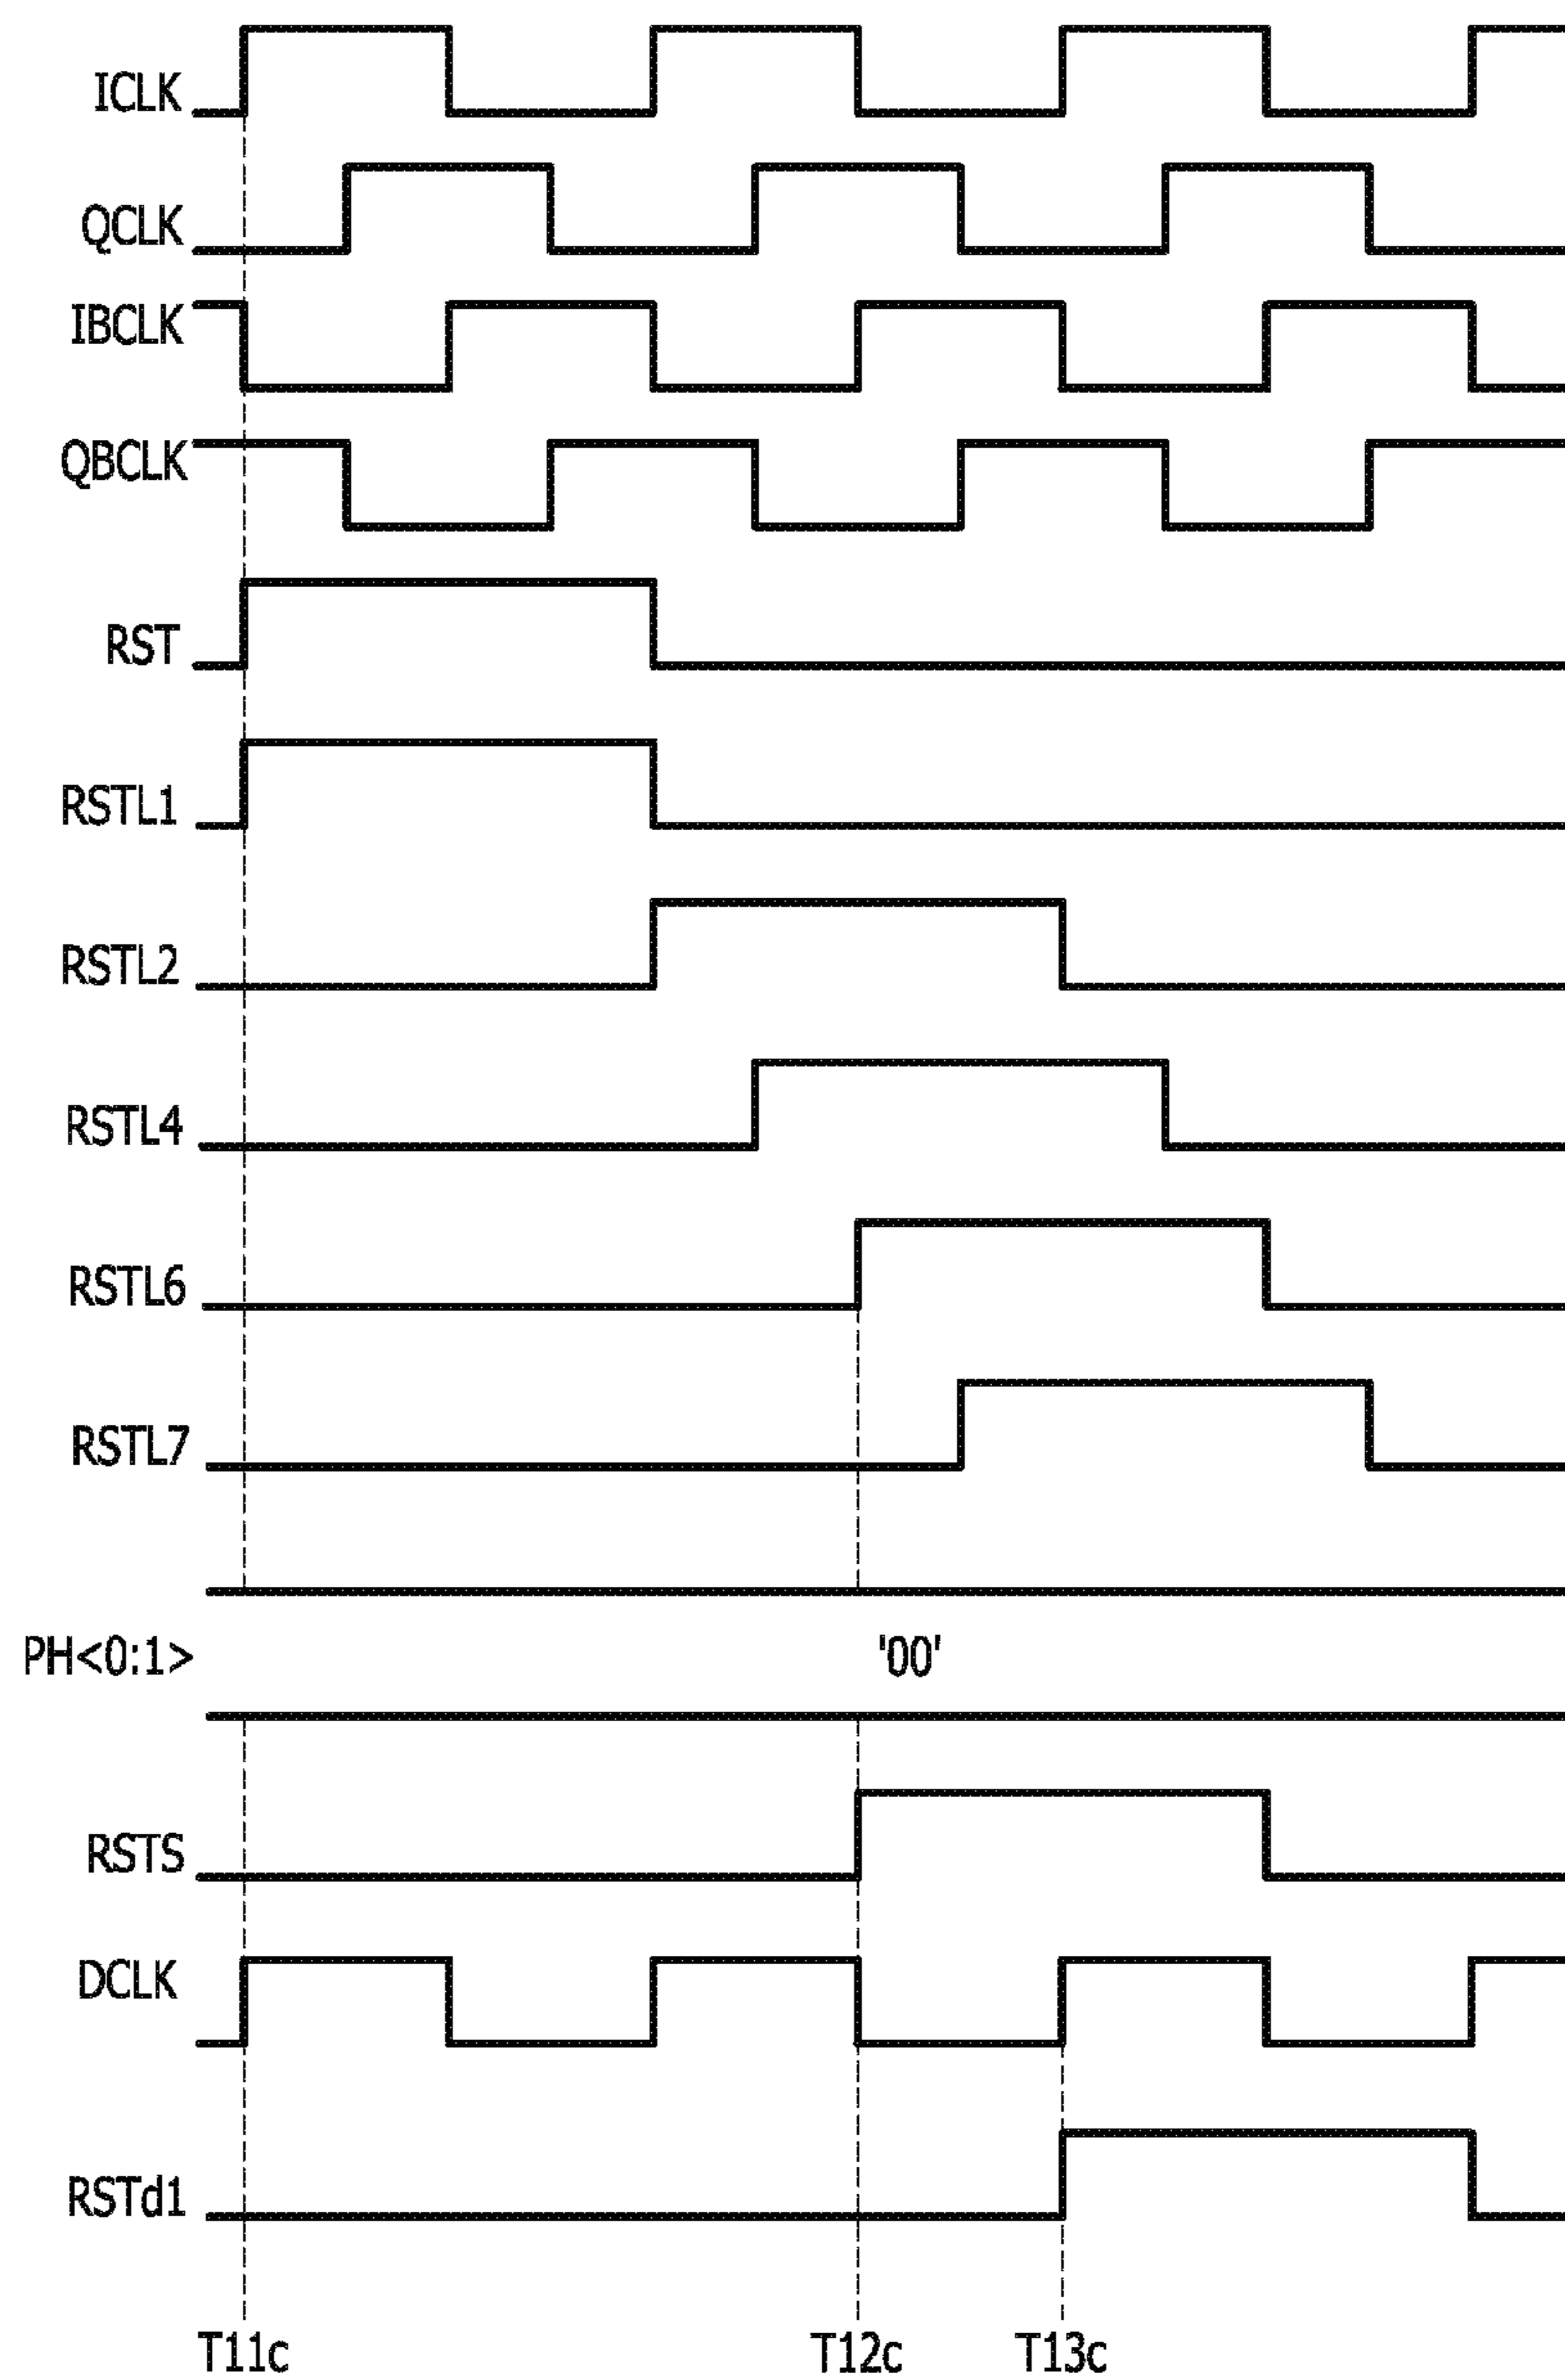 ICLK
QCLK
IBCLK
QBCLK
RST
RSTL1
RSTL2
RSTL4
RSTL6
RSTL7
PH<0:1> '00'
RSTS
DCLK
RSTd1
T11c T12c T13c